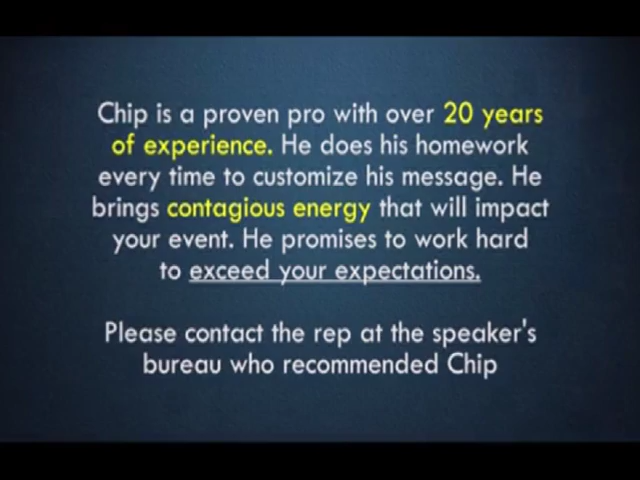 Chip is a proven pro with over 20 years
of experience. He does his homework
every time to customize his message. He
brings contagious energy that will impact
your event. He promises to work hard
to exceed your expectations.
Please contact the rep at the speaker's
bureau who recommended Chip